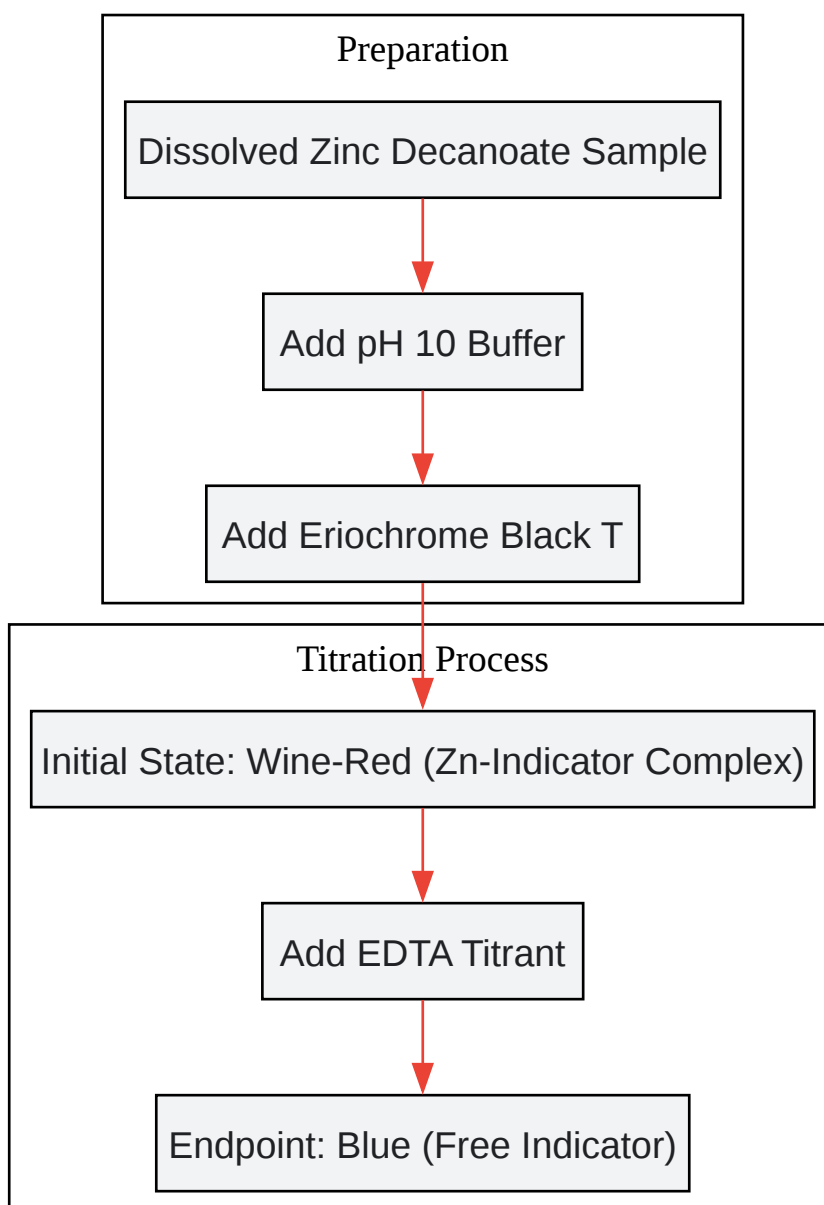 Preparation
Dissolved Zinc Decanoate Sample
Add pH 10 Buffer
Add Eriochrome Black T
Titration Process
Initial State: Wine-Red (Zn-Indicator Complex)
Add EDTA Titrant
Endpoint: Blue (Free Indicator)